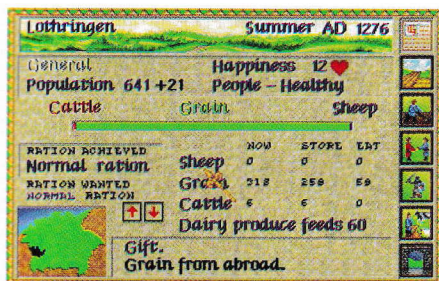 Lothringen Summer AD 1276
General Happiness 12
Population 641 +21 People - Healthy
Cattle Grain Sheep
RATION ACHIEVED NOW STORE EAT
Normal ration Sheep 0 0 0
RATION WANTED Grain 318 259 59
NORMAL RATION Cattle 6 6 0
Dairy produce feeds 60
Gift.
Grain from abroad.